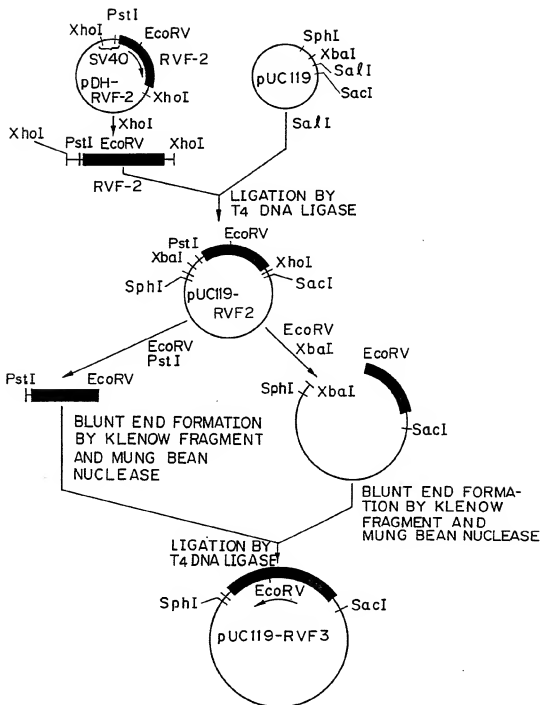 PstI
XhoI
EcoRV
SV40
RVF-2
pDH-
RVF-2
XhoI
SphI
XbaI
SalI
SacI
pUC119
XhoI
SalI
XhoI
PstI
EcoRV
XhoI
RVF-2
LIGATION BY
T4 DNA LIGASE
EcoRV
PstI
XbaI
XhoI
SphI
SacI
pUC119-
RVF2
EcoRV
PstI
EcoRV
XbaI
PstI
EcoRV
EcoRV
SphI
XbaI
SacI
BLUNT END FORMATION
BY KLENOW FRAGMENT
AND MUNG BEAN
NUCLEASE
BLUNT END FORMA-
TION BY KLENOW
FRAGMENT AND
MUNG BEAN NUCLEASE
LIGATION BY
T4 DNA LIGASE
EcoRV
SphI
SacI
pUC119-RVF3